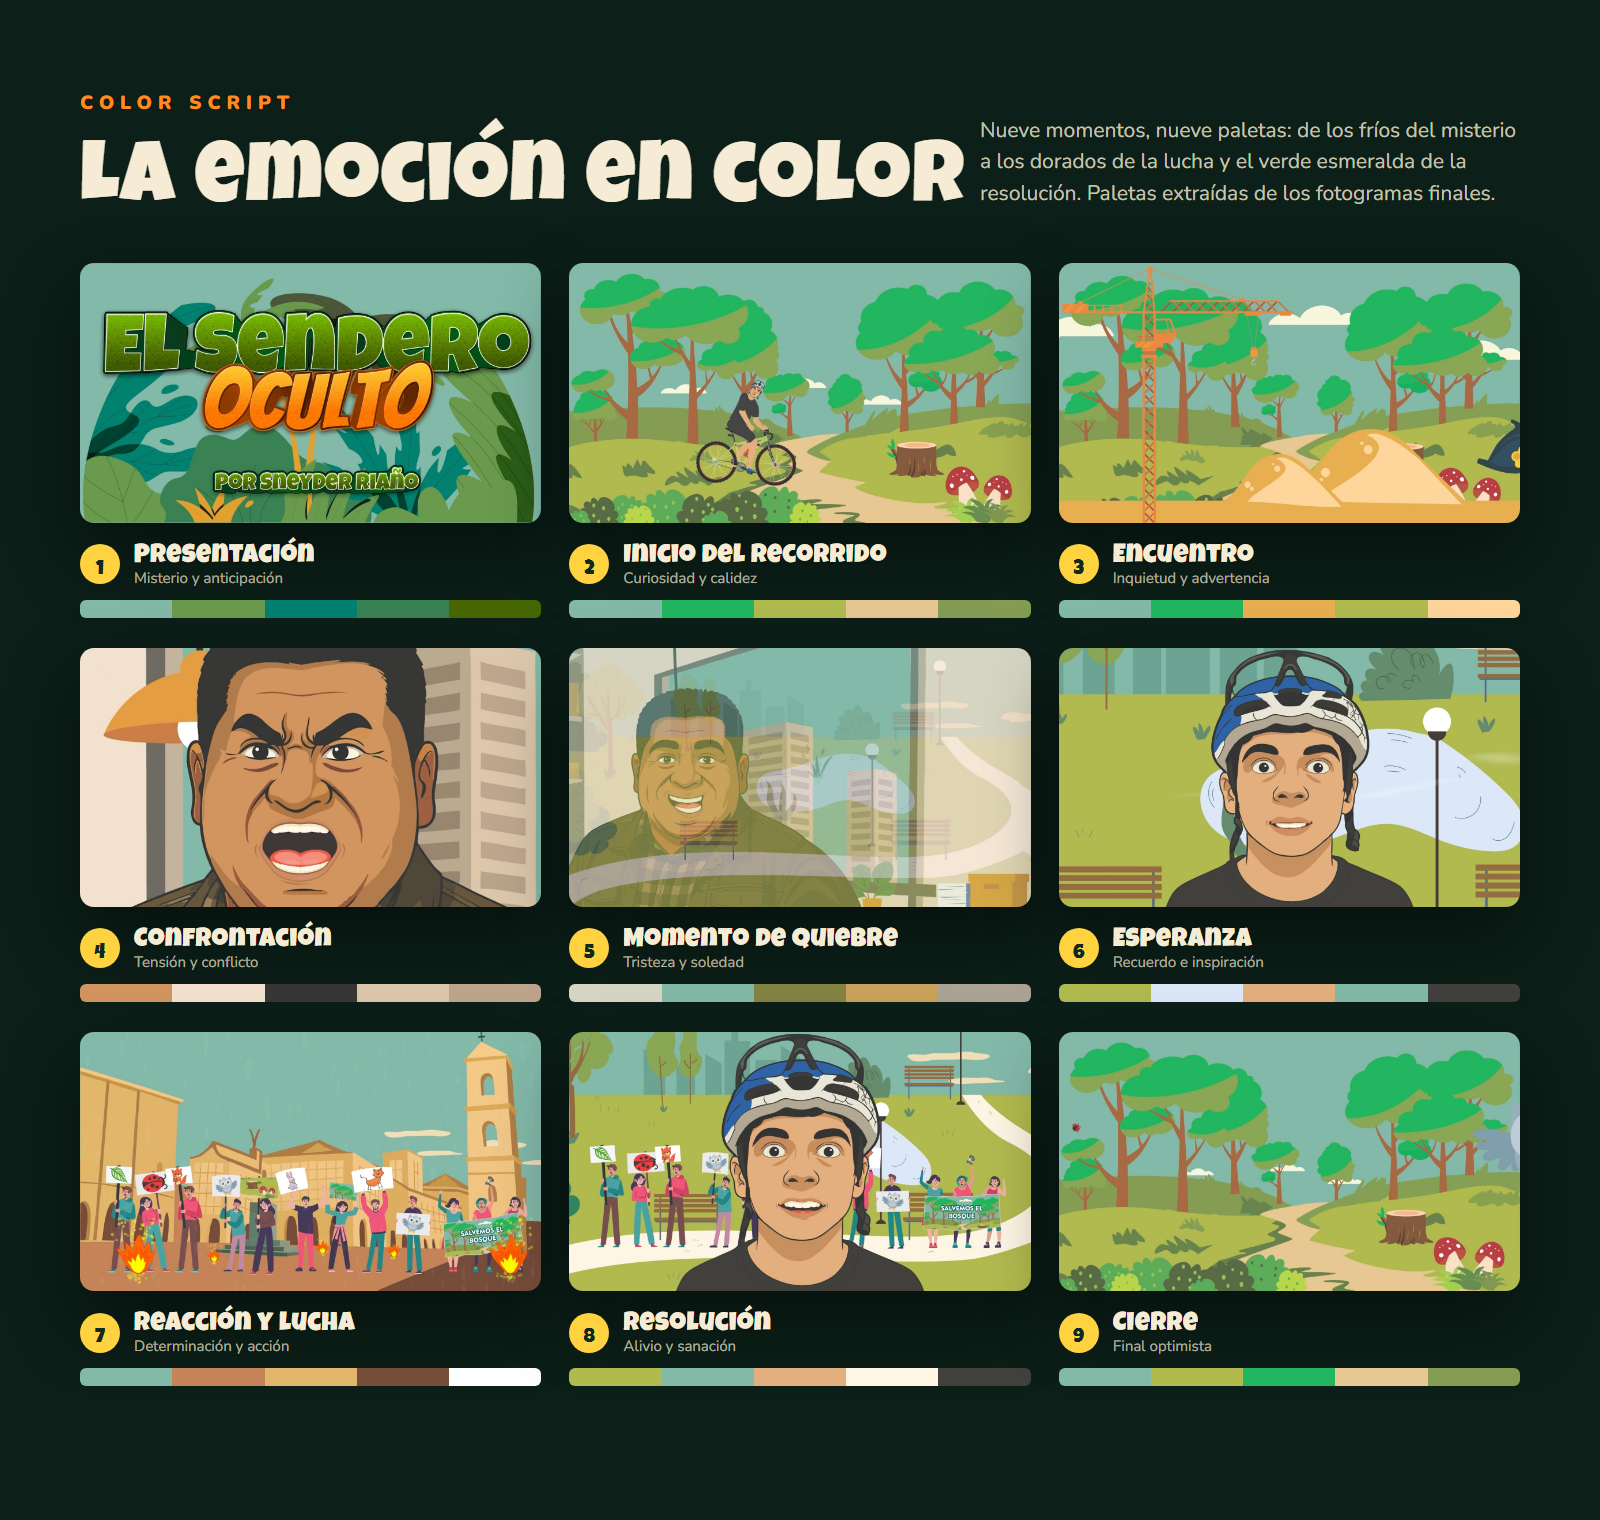 COLOR SCRIPT
La emoción en color
Nueve momentos, nueve paletas: de los fríos del misterio
a los dorados de la lucha y el verde esmeralda de la
resolución. Paletas extraídas de los fotogramas finales.
EL SENDERO
OCULTO
POR SNEYDER RIAÑO
1 Presentación
Misterio y anticipación
2 Inicio del recorrido
Curiosidad y calidez
3 Encuentro
Inquietud y advertencia
4 Confrontación
Tensión y conflicto
5 Momento de quiebre
Tristeza y soledad
6 Esperanza
Recuerdo e inspiración
SALVEMOS EL
BOSQUE
SALVEMOS EL
BOSQUE
7 Reacción y lucha
Determinación y acción
8 Resolución
Alivio y sanación
9 Cierre
Final optimista